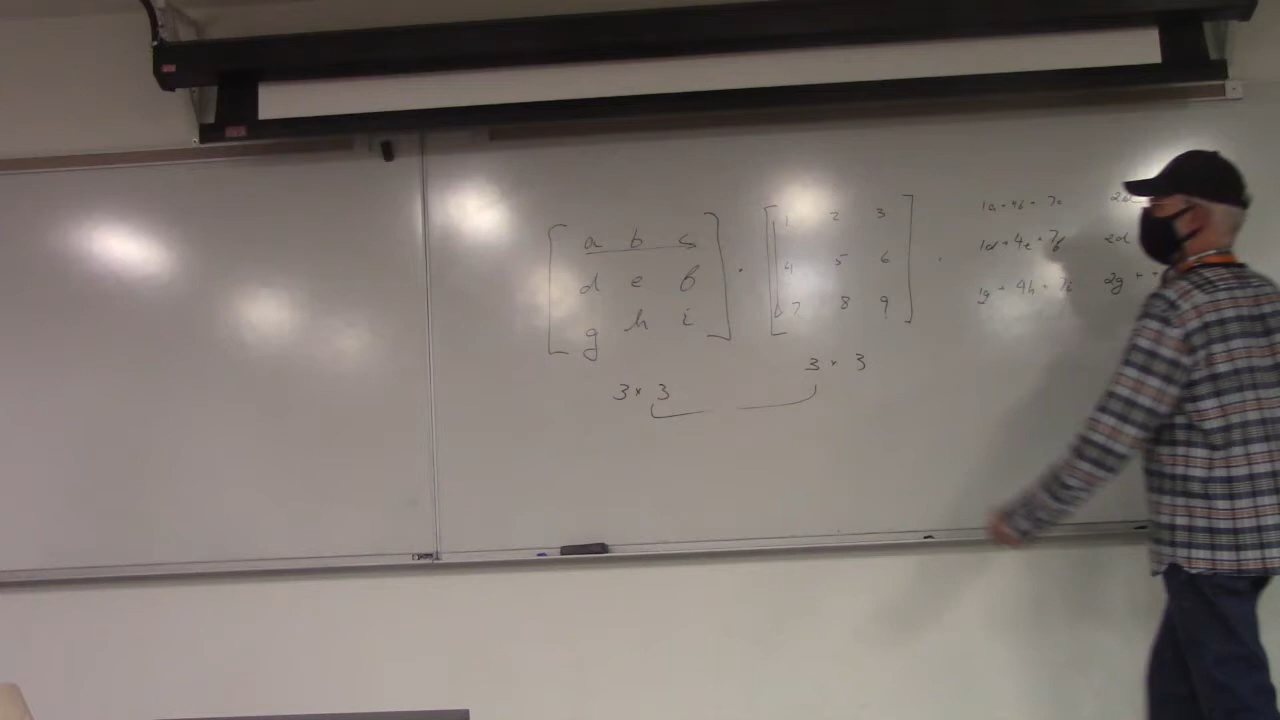 a b c · 1 2 3 1a + 4b + 7c
d e f 4 5 6 1d + 4e + 7f 2d
g h i 7 8 9 1g + 4h + 7i 2g +
3 × 3
3 × 3